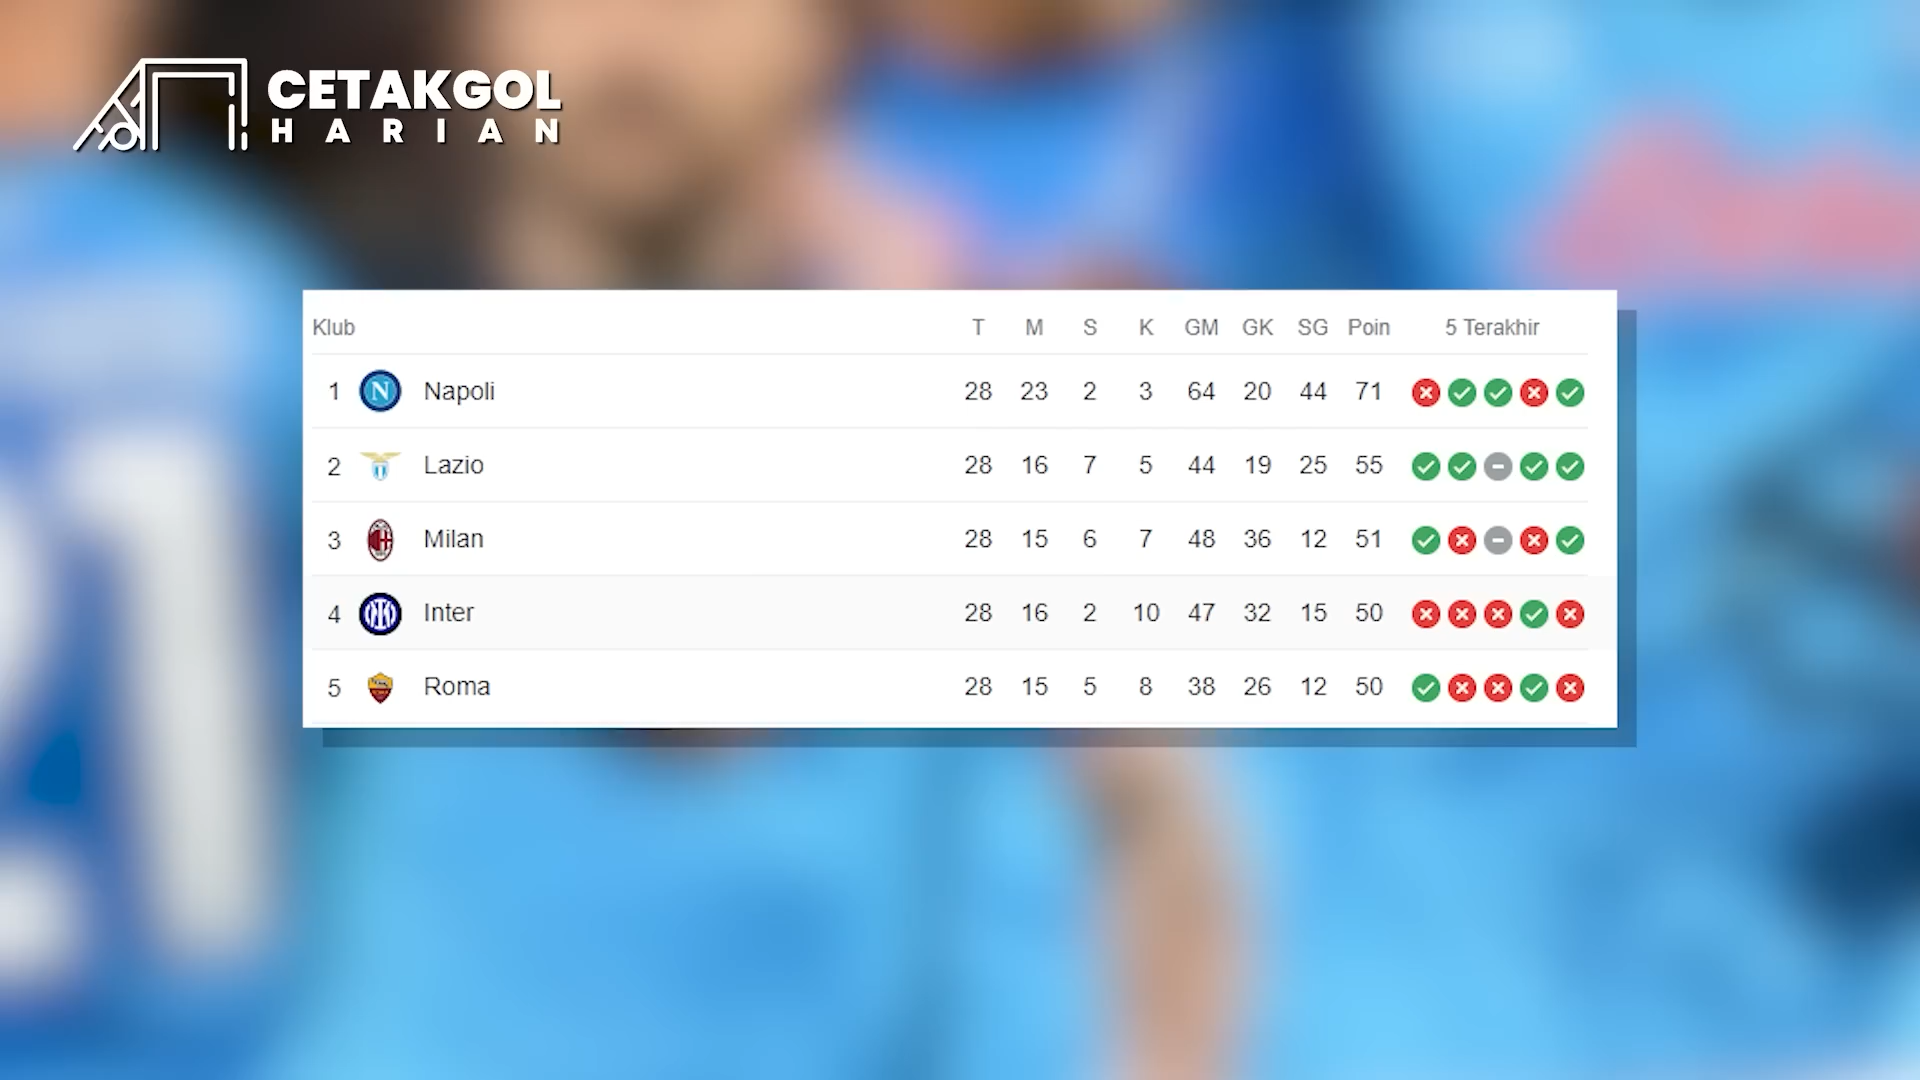 CETAKGOL
HARIAN
Klub T M S K GM GK SG Poin 5 Terakhir
1 Napoli 28 23 2 3 64 20 44 71
2 Lazio 28 16 7 5 44 19 25 55
3 Milan 28 15 6 7 48 36 12 51
4 Inter 28 16 2 10 47 32 15 50
5 Roma 28 15 5 8 38 26 12 50